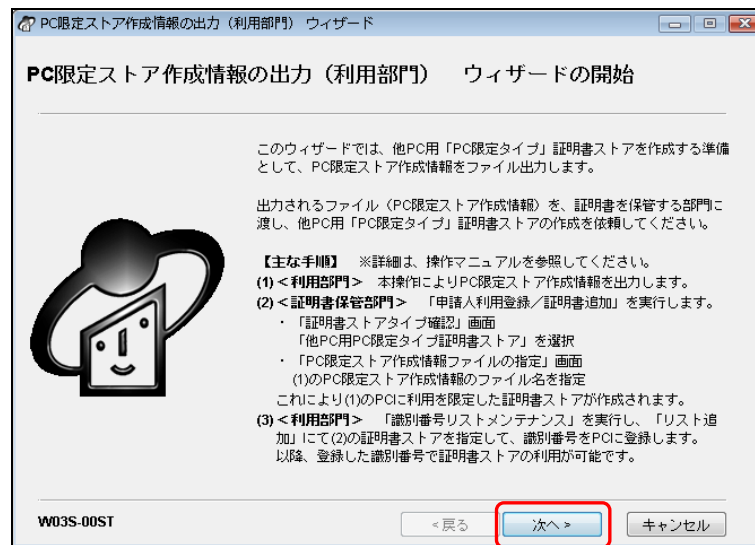 PC限定ストア作成情報の出力（利用部門） ウィザード
PC限定ストア作成情報の出力（利用部門）　ウィザードの開始
このウィザードでは、他PC用「PC限定タイプ」証明書ストアを作成する準備
として、PC限定ストア作成情報をファイル出力します。
出力されるファイル（PC限定ストア作成情報）を、証明書を保管する部門に
渡し、他PC用「PC限定タイプ」証明書ストアの作成を依頼してください。
【主な手順】　※詳細は、操作マニュアルを参照してください。
(1)＜利用部門＞　本操作によりPC限定ストア作成情報を出力します。
(2)＜証明書保管部門＞　「申請人利用登録／証明書追加」を実行します。
・「証明書ストアタイプ確認」画面
「他PC用PC限定タイプ証明書ストア」を選択
・「PC限定ストア作成情報ファイルの指定」画面
(1)のPC限定ストア作成情報のファイル名を指定
これにより(1)のPCに利用を限定した証明書ストアが作成されます。
(3)＜利用部門＞　「識別番号リストメンテナンス」を実行し、「リスト追
加」にて(2)の証明書ストアを指定して、識別番号をPCに登録します。
以降、登録した識別番号で証明書ストアの利用が可能です。
W03S-00ST
＜戻る
次へ＞
キャンセル